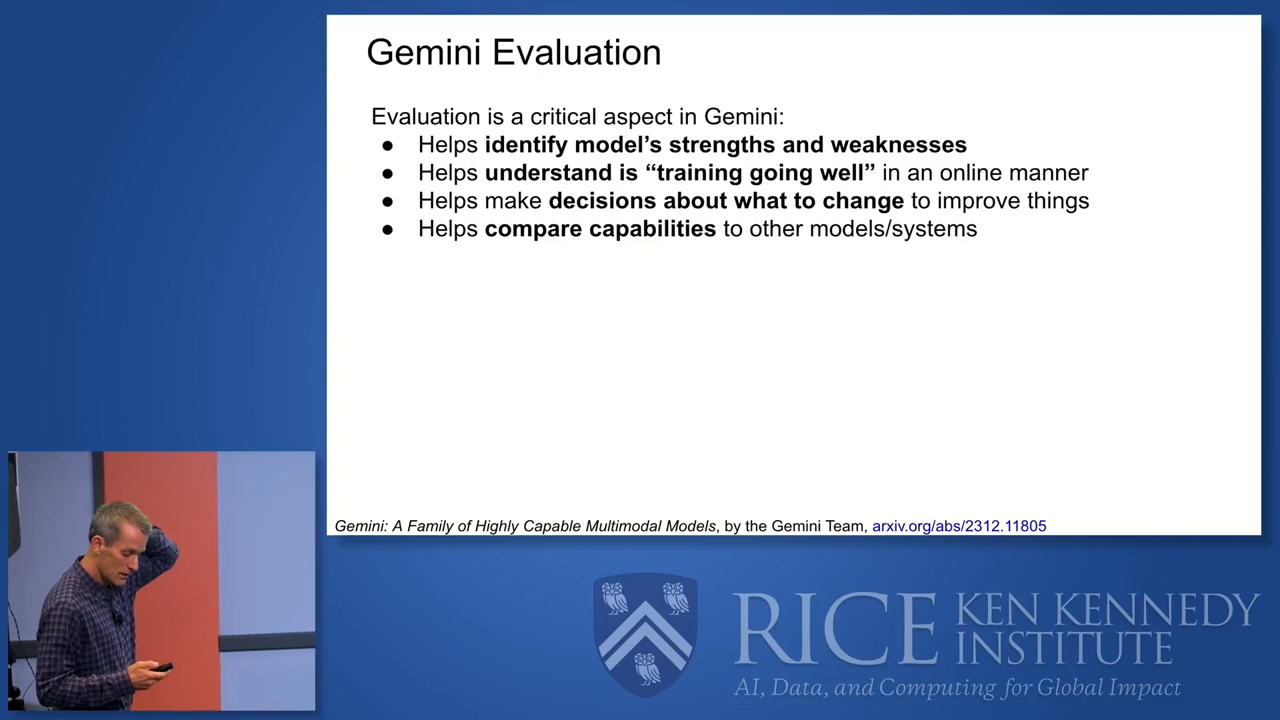 Gemini Evaluation
Evaluation is a critical aspect in Gemini:
● Helps identify model's strengths and weaknesses
● Helps understand is “training going well” in an online manner
● Helps make decisions about what to change to improve things
● Helps compare capabilities to other models/systems
Gemini: A Family of Highly Capable Multimodal Models, by the Gemini Team, arxiv.org/abs/2312.11805
RICE
KEN KENNEDY
INSTITUTE
AI, Data, and Computing for Global Impact